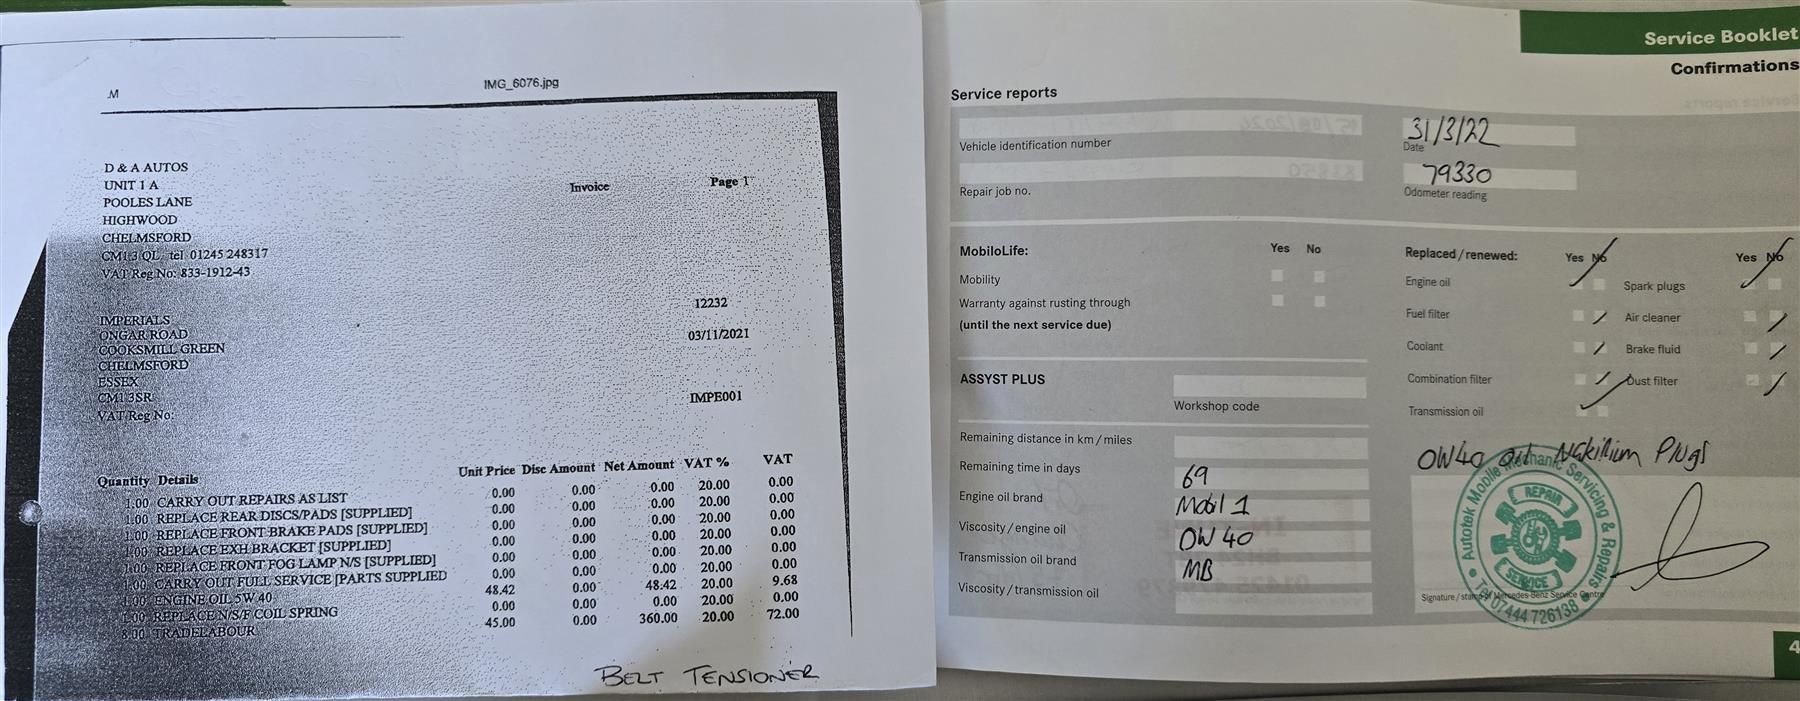 IMG_6076.jpg
.M
D & A AUTOS
UNIT 1 A
POOLES LANE
HIGHWOOD
CHELMSFORD
CM1 3 QL tel 01245 248317
VAT Reg No: 833-1912-43
Invoice
Page 1
12232
IMPERIALS
ONGAR ROAD
COOKSMILL GREEN
CHELMSFORD
ESSEX
CM1 3SR
VAT Reg No:
03/11/2021
IMPE001
Quantity Details Unit Price Disc Amount Net Amount VAT % VAT
1.00 CARRY OUT REPAIRS AS LIST 0.00 0.00 0.00 20.00 0.00
1.00 REPLACE REAR DISCS/PADS [SUPPLIED] 0.00 0.00 0.00 20.00 0.00
1.00 REPLACE FRONT BRAKE PADS [SUPPLIED] 0.00 0.00 0.00 20.00 0.00
1.00 REPLACE EXH BRACKET [SUPPLIED] 0.00 0.00 0.00 20.00 0.00
1.00 REPLACE FRONT FOG LAMP N/S [SUPPLIED] 0.00 0.00 0.00 20.00 0.00
1.00 CARRY OUT FULL SERVICE [PARTS SUPPLIED 0.00 0.00 0.00 20.00 0.00
1.00 ENGINE OIL 5W 40 48.42 0.00 48.42 20.00 9.68
1.00 REPLACE N/S/F COIL SPRING 0.00 0.00 0.00 20.00 0.00
8.00 TRADE LABOUR 45.00 0.00 360.00 20.00 72.00
BELT TENSIONER
Service Booklet
Confirmations
Service reports
Vehicle identification number
Repair job no.
31/3/22
Date
79330
Odometer reading
MobiloLife: Yes No
Mobility
Warranty against rusting through
(until the next service due)
Replaced/renewed: Yes No Yes No
Engine oil Spark plugs
Fuel filter Air cleaner
Coolant Brake fluid
Combination filter Dust filter
Transmission oil
ASSYST PLUS
Workshop code
Remaining distance in km/miles
Remaining time in days 69
Engine oil brand Mobil 1
Viscosity/engine oil 0W 40
Transmission oil brand MB
Viscosity/transmission oil
0W40 oil Plugs
Autotek Mobile Mechanic Servicing & Repairs
REPAIR
SERVICE
Tel 07444 726138
Signature/stamp of Mercedes-Benz Service Centre
4